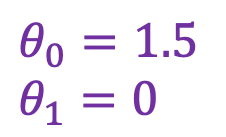 θ₀ = 1.5
θ₁ = 0